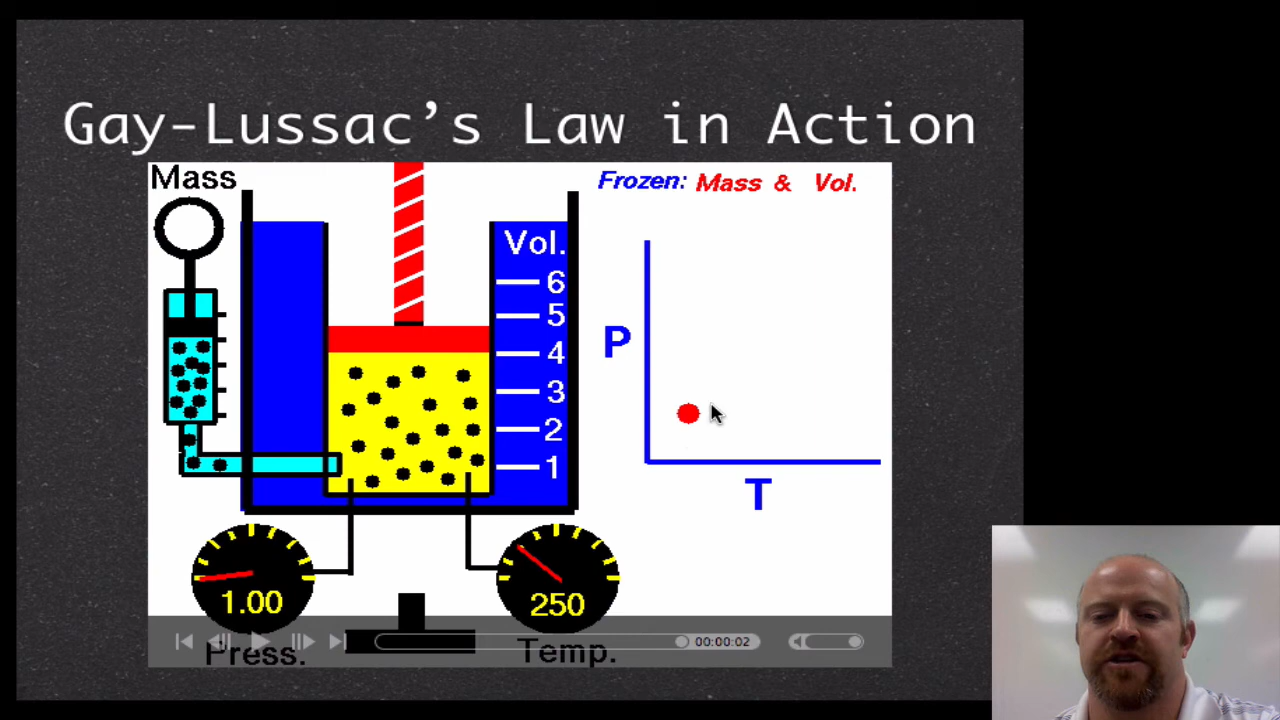 Gay-Lussac's Law in Action
Mass
Frozen: Mass & Vol.
Vol.
6
5
4
3
2
1
P
T
1.00
250
Press.
Temp.
00:00:02